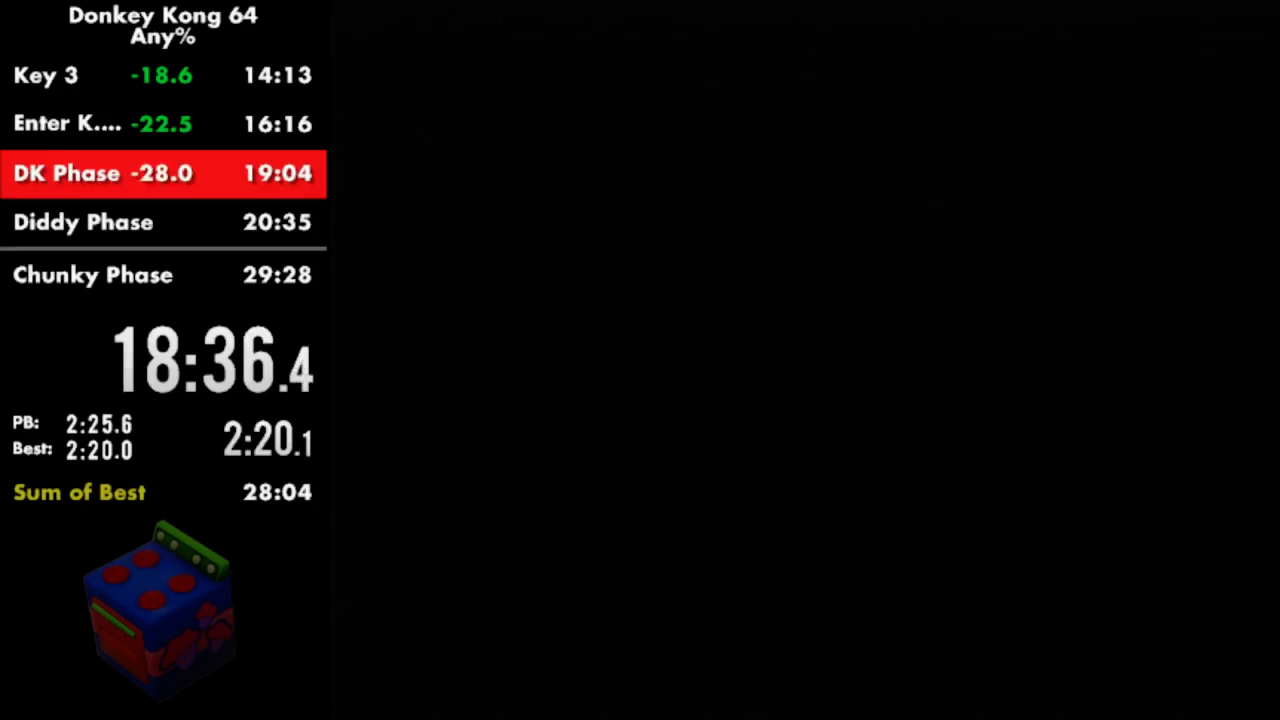 Donkey Kong 64
Any%
Key 3 -18.6 14:13
Enter K.... -22.5 16:16
DK Phase -28.0 19:04
Diddy Phase 20:35
Chunky Phase 29:28
18:36.4
PB: 2:25.6
Best: 2:20.0
2:20.1
Sum of Best 28:04